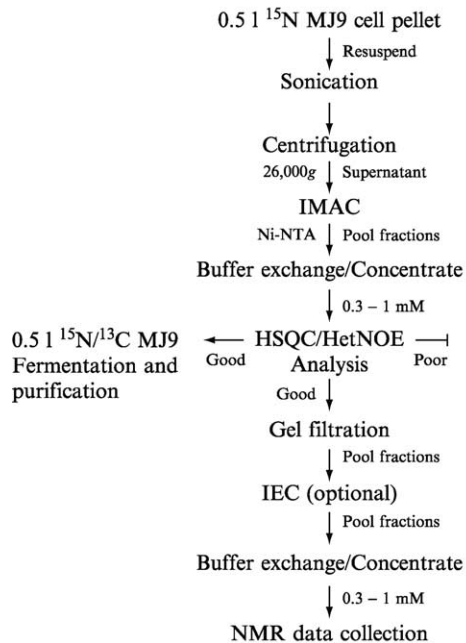 0.5 l ¹⁵N MJ9 cell pellet
Resuspend
Sonication
Centrifugation
26,000g Supernatant
IMAC
Ni-NTA Pool fractions
Buffer exchange/Concentrate
0.3 – 1 mM
0.5 l ¹⁵N/¹³C MJ9
Fermentation and
purification
Good
HSQC/HetNOE
Analysis
Poor
Good
Gel filtration
Pool fractions
IEC (optional)
Pool fractions
Buffer exchange/Concentrate
0.3 – 1 mM
NMR data collection